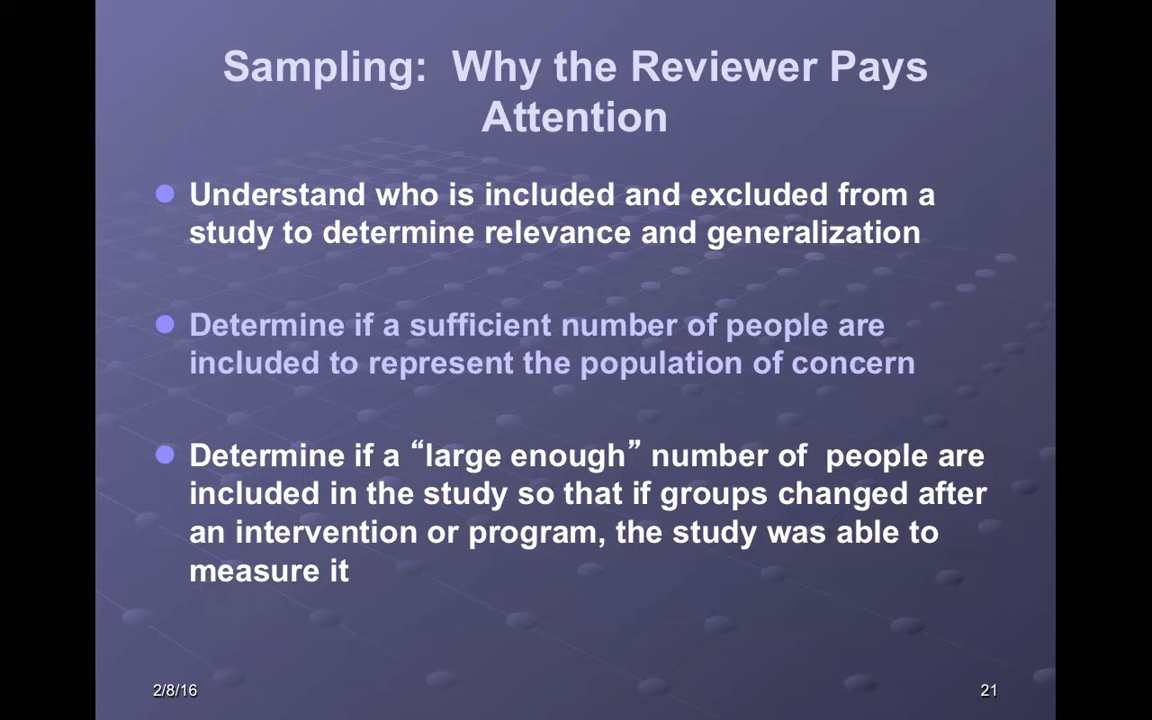 Sampling:  Why the Reviewer Pays
Attention
Understand who is included and excluded from a
study to determine relevance and generalization
Determine if a sufficient number of people are
included to represent the population of concern
Determine if a “large enough” number of  people are
included in the study so that if groups changed after
an intervention or program, the study was able to
measure it
2/8/16
21